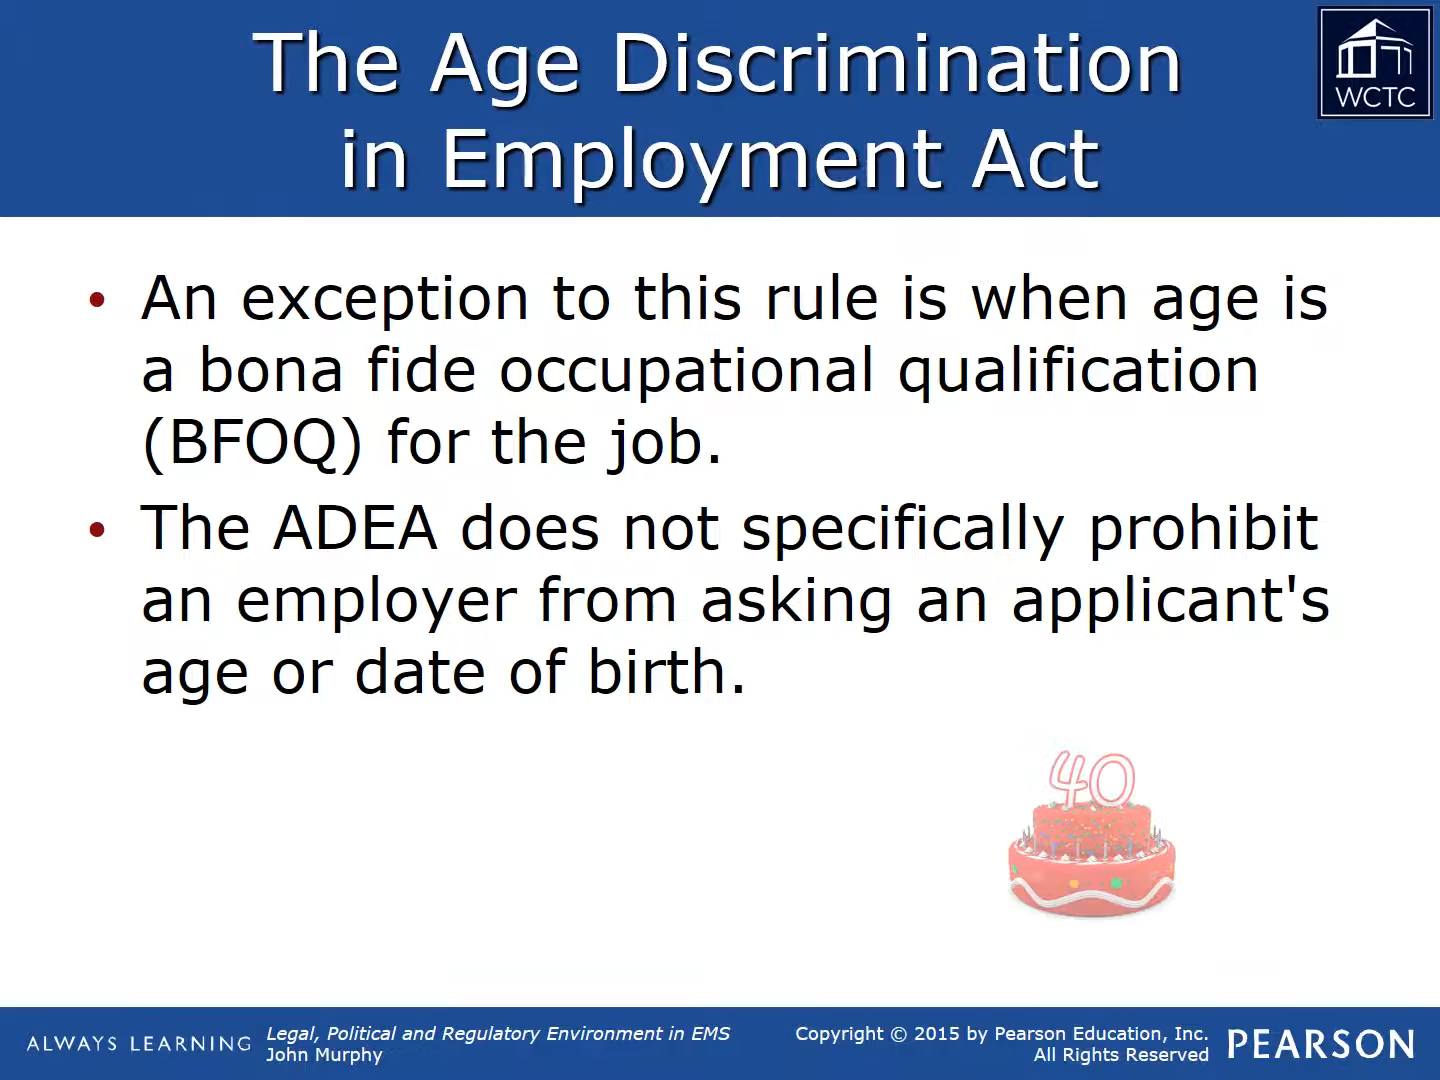 The Age Discrimination
in Employment Act
WCTC
• An exception to this rule is when age is
a bona fide occupational qualification
(BFOQ) for the job.
• The ADEA does not specifically prohibit
an employer from asking an applicant's
age or date of birth.
40
ALWAYS LEARNING
Legal, Political and Regulatory Environment in EMS
John Murphy
Copyright © 2015 by Pearson Education, Inc.
All Rights Reserved
PEARSON